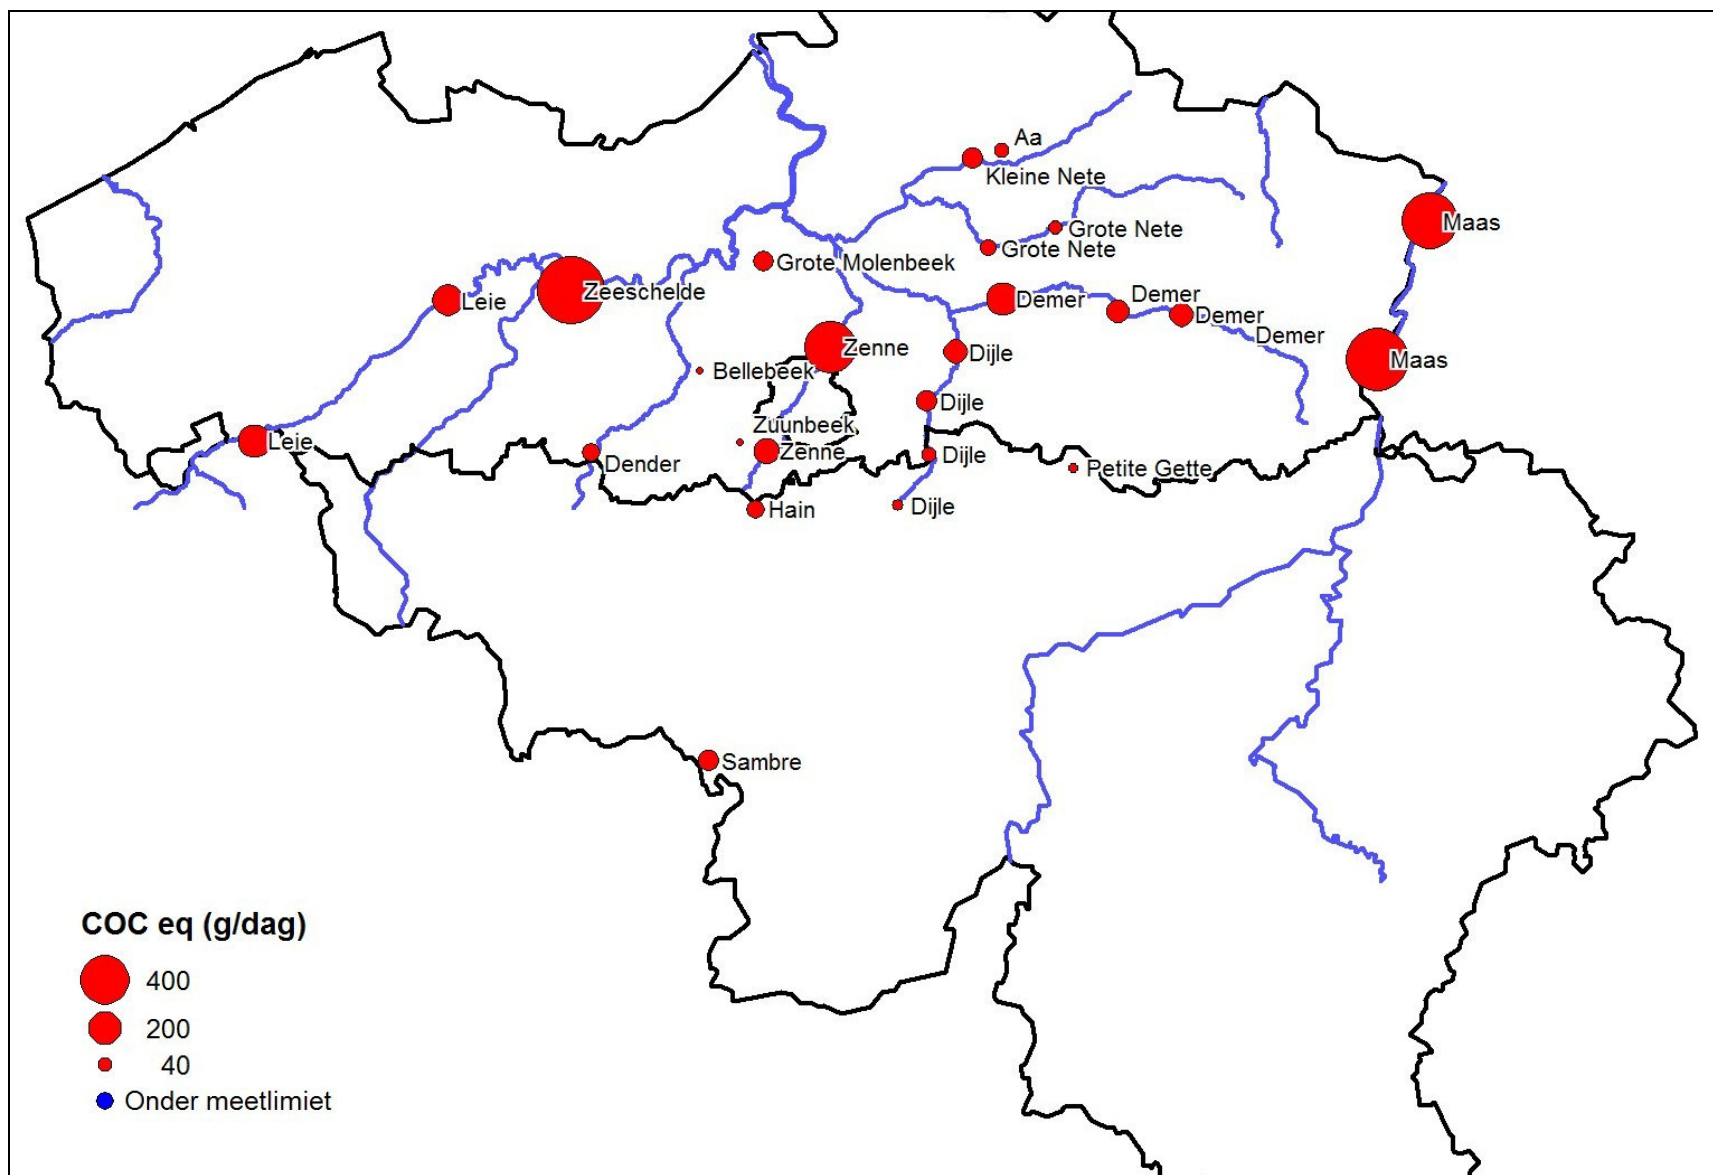 Aa
Kleine Nete
Maas
Grote Nete
Grote Nete
Grote Molenbeek
Leie
Zeeschelde
Demer
Demer
Demer
Demer
Zenne
Dijle
Maas
Bellebeek
Dijle
Zuunbeek
Leie
Zenne
Dijle
Dender
Petite Gette
Hain
Dijle
Sambre
COC eq (g/dag)
400
200
40
Onder meetlimiet